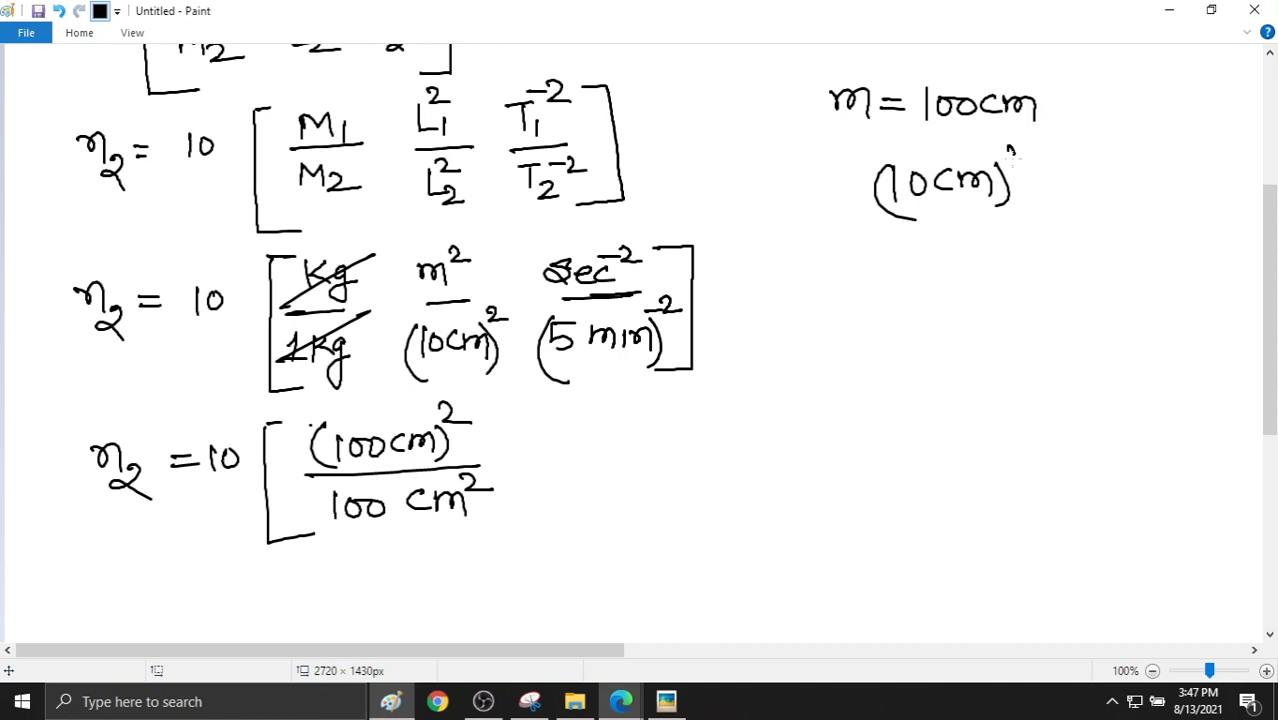 Untitled - Paint
File Home View
M2 2
n2 = 10 [ M1/M2 L1^2/L2^2 T1^-2/T2^-2 ]
m = 100cm
(10cm)
n2 = 10 [ Kg/1Kg m^2/(10cm)^2 Sec^-2/(5 min)^-2 ]
n2 = 10 [ (100cm)^2/100 cm^2
2720 × 1430px
100%
Type here to search
3:47 PM
8/13/2021
1